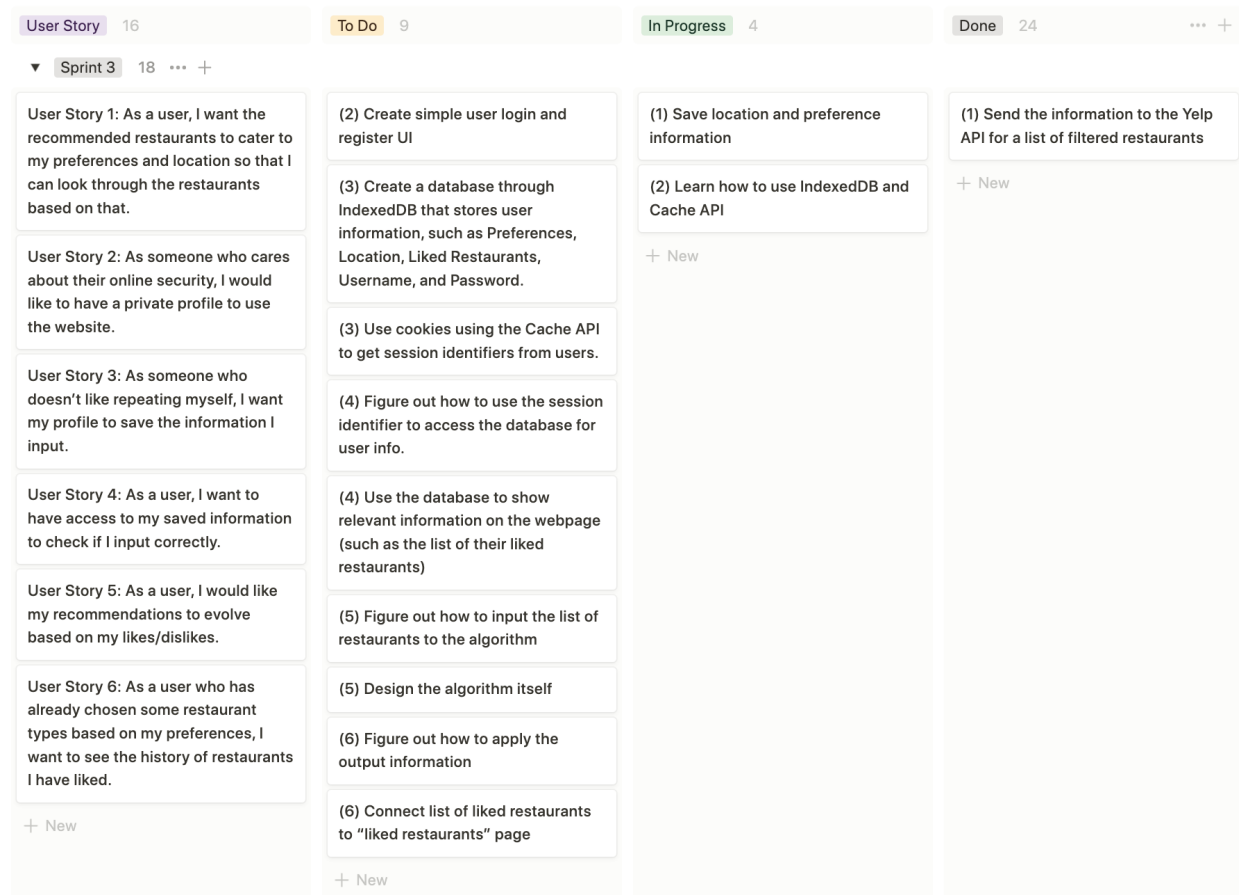 User Story 16
To Do 9
In Progress 4
Done 24
Sprint 3 18
User Story 1: As a user, I want the
recommended restaurants to cater to
my preferences and location so that I
can look through the restaurants
based on that.
User Story 2: As someone who cares
about their online security, I would
like to have a private profile to use
the website.
User Story 3: As someone who
doesn’t like repeating myself, I want
my profile to save the information I
input.
User Story 4: As a user, I want to
have access to my saved information
to check if I input correctly.
User Story 5: As a user, I would like
my recommendations to evolve
based on my likes/dislikes.
User Story 6: As a user who has
already chosen some restaurant
types based on my preferences, I
want to see the history of restaurants
I have liked.
+ New
(2) Create simple user login and
register UI
(3) Create a database through
IndexedDB that stores user
information, such as Preferences,
Location, Liked Restaurants,
Username, and Password.
(3) Use cookies using the Cache API
to get session identifiers from users.
(4) Figure out how to use the session
identifier to access the database for
user info.
(4) Use the database to show
relevant information on the webpage
(such as the list of their liked
restaurants)
(5) Figure out how to input the list of
restaurants to the algorithm
(5) Design the algorithm itself
(6) Figure out how to apply the
output information
(6) Connect list of liked restaurants
to “liked restaurants” page
+ New
(1) Save location and preference
information
(2) Learn how to use IndexedDB and
Cache API
+ New
(1) Send the information to the Yelp
API for a list of filtered restaurants
+ New